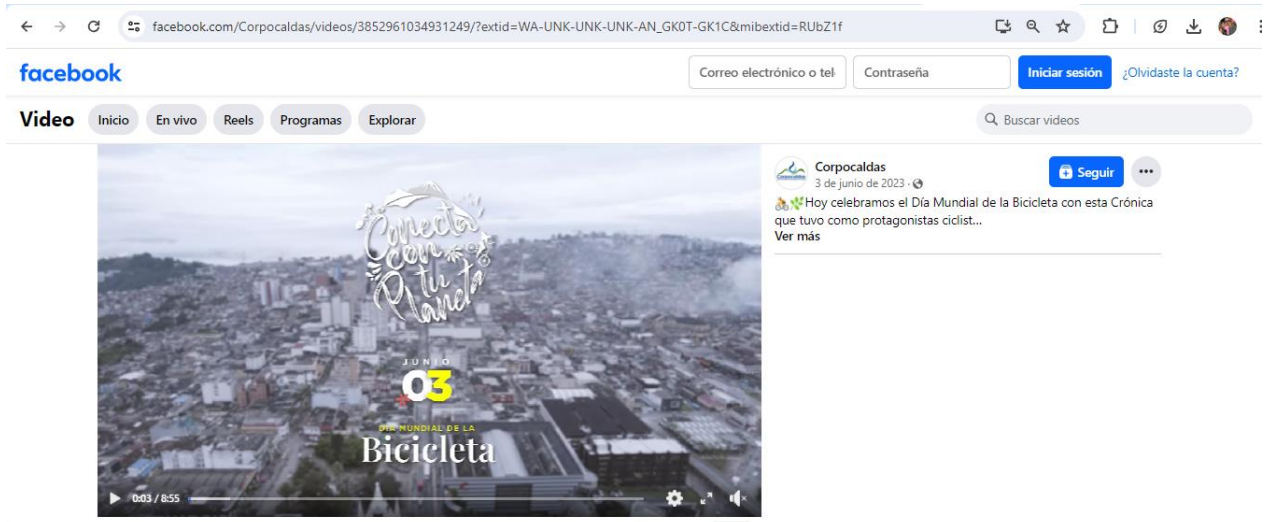 facebook.com/Corpocaldas/videos/3852961034931249/?extid=WA-UNK-UNK-UNK-AN_GK0T-GK1C&mibextid=RUbZ1f
facebook
Correo electrónico o tel
Contraseña
Iniciar sesión
¿Olvidaste la cuenta?
Video
Inicio
En vivo
Reels
Programas
Explorar
Buscar videos
Conecta
con
tu
Planeta
JUNIO
03
DÍA MUNDIAL DE LA
Bicicleta
0:03 / 8:55
Corpocaldas
Corpocaldas
3 de junio de 2023 ·
Seguir
Hoy celebramos el Día Mundial de la Bicicleta con esta Crónica
que tuvo como protagonistas ciclist...
Ver más